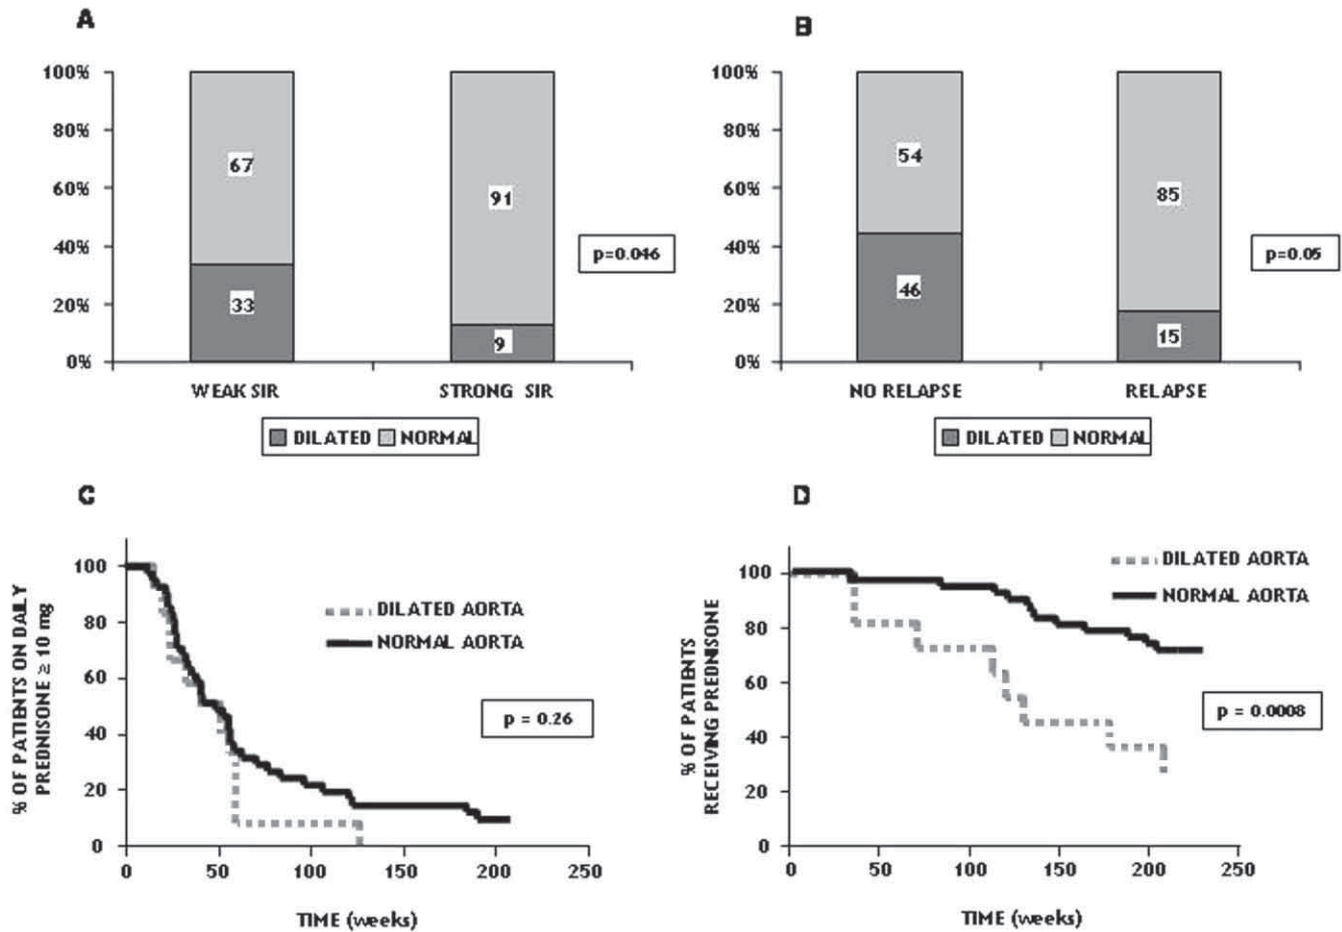 A
100%
80%
60%
40%
20%
0%
67
33
91
9
p=0.046
WEAK SIR
STRONG SIR
DILATED NORMAL
B
100%
80%
60%
40%
20%
0%
54
46
85
15
p=0.05
NO RELAPSE
RELAPSE
DILATED NORMAL
C
% OF PATIENTS ON DAILY
PREDNISONE ≥ 10 mg
100
80
60
40
20
0
DILATED AORTA
NORMAL AORTA
p = 0.26
0 50 100 150 200 250
TIME (weeks)
D
% OF PATIENTS
RECEIVING PREDNISONE
100
80
60
40
20
0
DILATED AORTA
NORMAL AORTA
p = 0.0008
0 50 100 150 200 250
TIME (weeks)